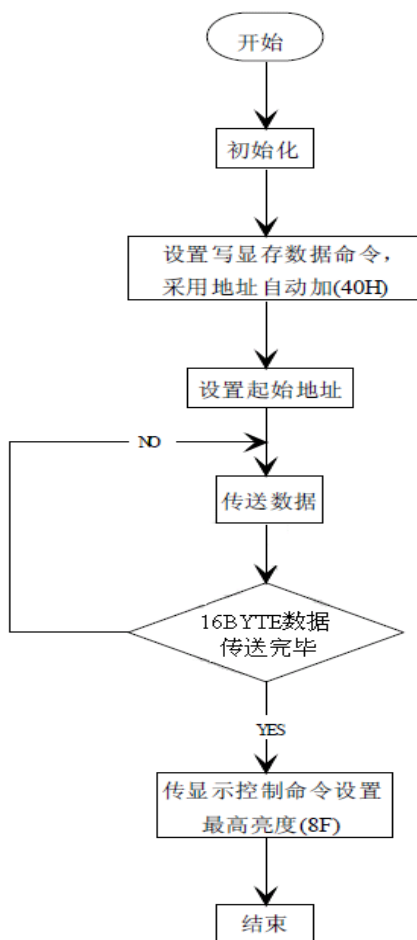 开始
初始化
设置写显存数据命令，
采用地址自动加(40H)
设置起始地址
NO
传送数据
16BYTE数据
传送完毕
YES
传显示控制命令设置
最高亮度(8F)
结束